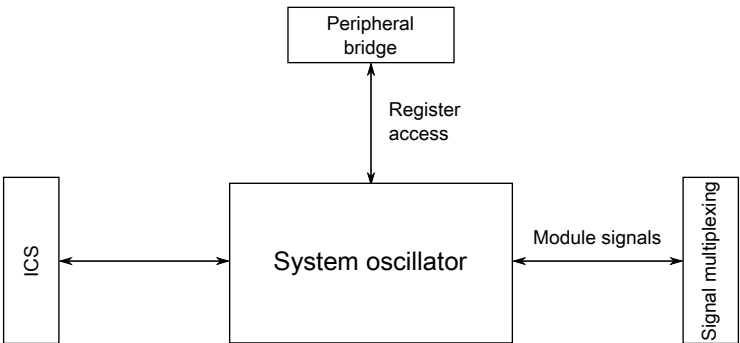 Peripheral
bridge
Register
access
ICS
System oscillator
Module signals
Signal multiplexing